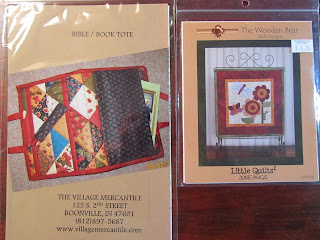 BIBLE / BOOK TOTE
THE VILLAGE MERCANTILE
123 S. 2ND STREET
BOONVILLE, IN 47601
(812)897-5687
www.villagemercantile.com
The Wooden Bear
Little Quilts²
JUNE BUGS